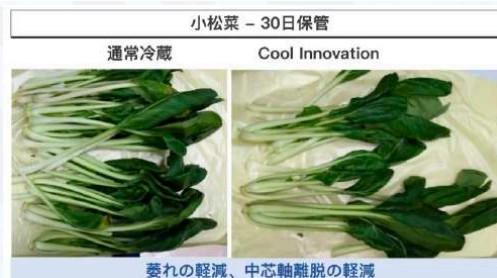 小松菜 – 30日保管
通常冷蔵
Cool Innovation
萎れの軽減、中芯軸離脱の軽減